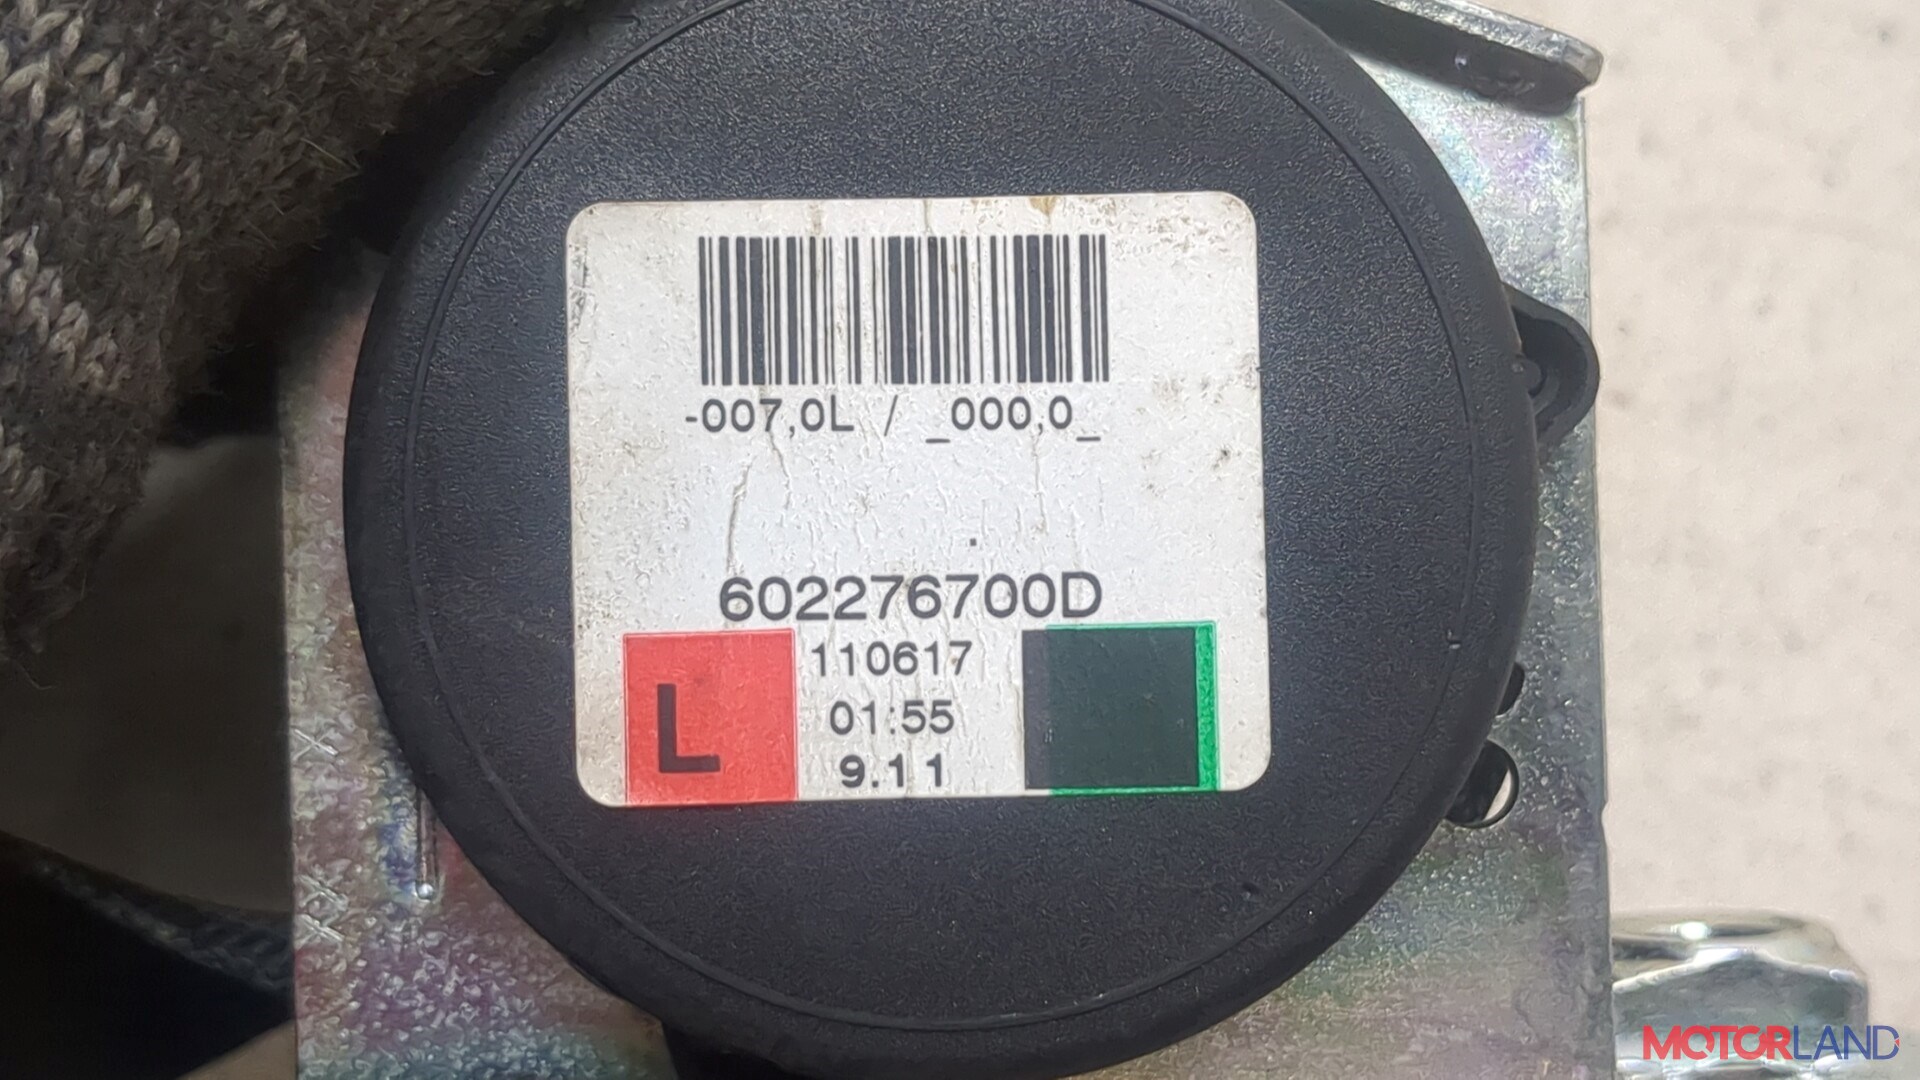 -007,0L / _000,0_
602276700D
110617
01:55
L
9.11
MOTORLAND